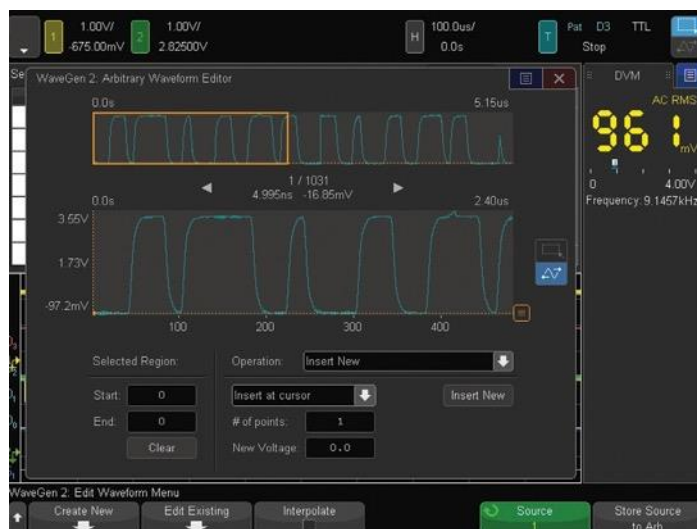 1 1.00V/ 2 1.00V/ H 100.0us/ T Pat D3 TTL
-675.00mV 2.82500V 0.0s Stop
Se WaveGen 2: Arbitrary Waveform Editor DVM
0.0s 5.15us AC RMS
961 mV
1 / 1031
4.995ns -16.85mV 0 4.00V
0.0s 2.40us Frequency: 9.1457kHz
3.55V
1.73V
-97.2mV
100 200 300 400
Selected Region: Operation: Insert New
Start: 0 Insert at cursor Insert New
End: 0 # of points: 1
Clear New Voltage: 0.0
WaveGen 2: Edit Waveform Menu
Create New Edit Existing Interpolate Source Store Source
1 to Arb